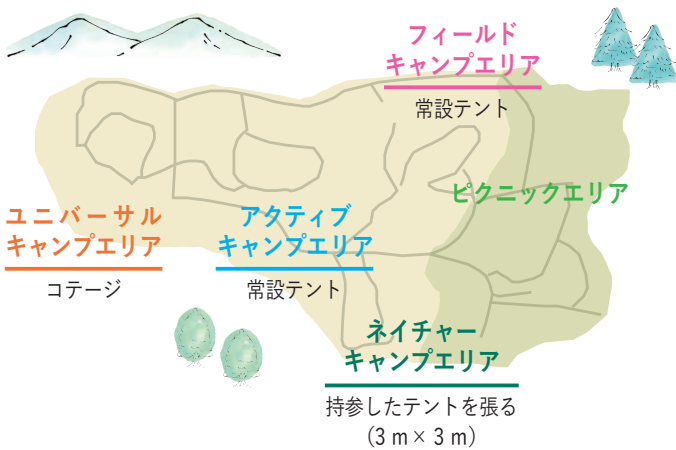 フィールド
キャンプエリア
常設テント
ピクニックエリア
ユニバーサル
キャンプエリア
コテージ
アクティブ
キャンプエリア
常設テント
ネイチャー
キャンプエリア
持参したテントを張る
(3 m × 3 m)